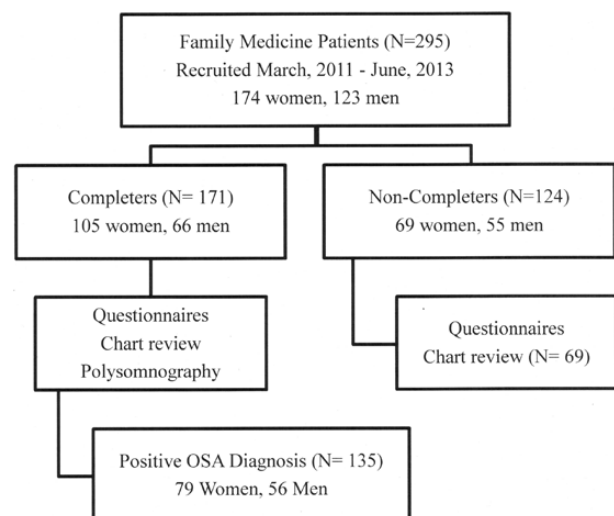 Family Medicine Patients (N=295)
Recruited March, 2011 - June, 2013
174 women, 123 men
Completers (N= 171)
105 women, 66 men
Non-Completers (N=124)
69 women, 55 men
Questionnaires
Chart review
Polysomnography
Questionnaires
Chart review (N= 69)
Positive OSA Diagnosis (N= 135)
79 Women, 56 Men